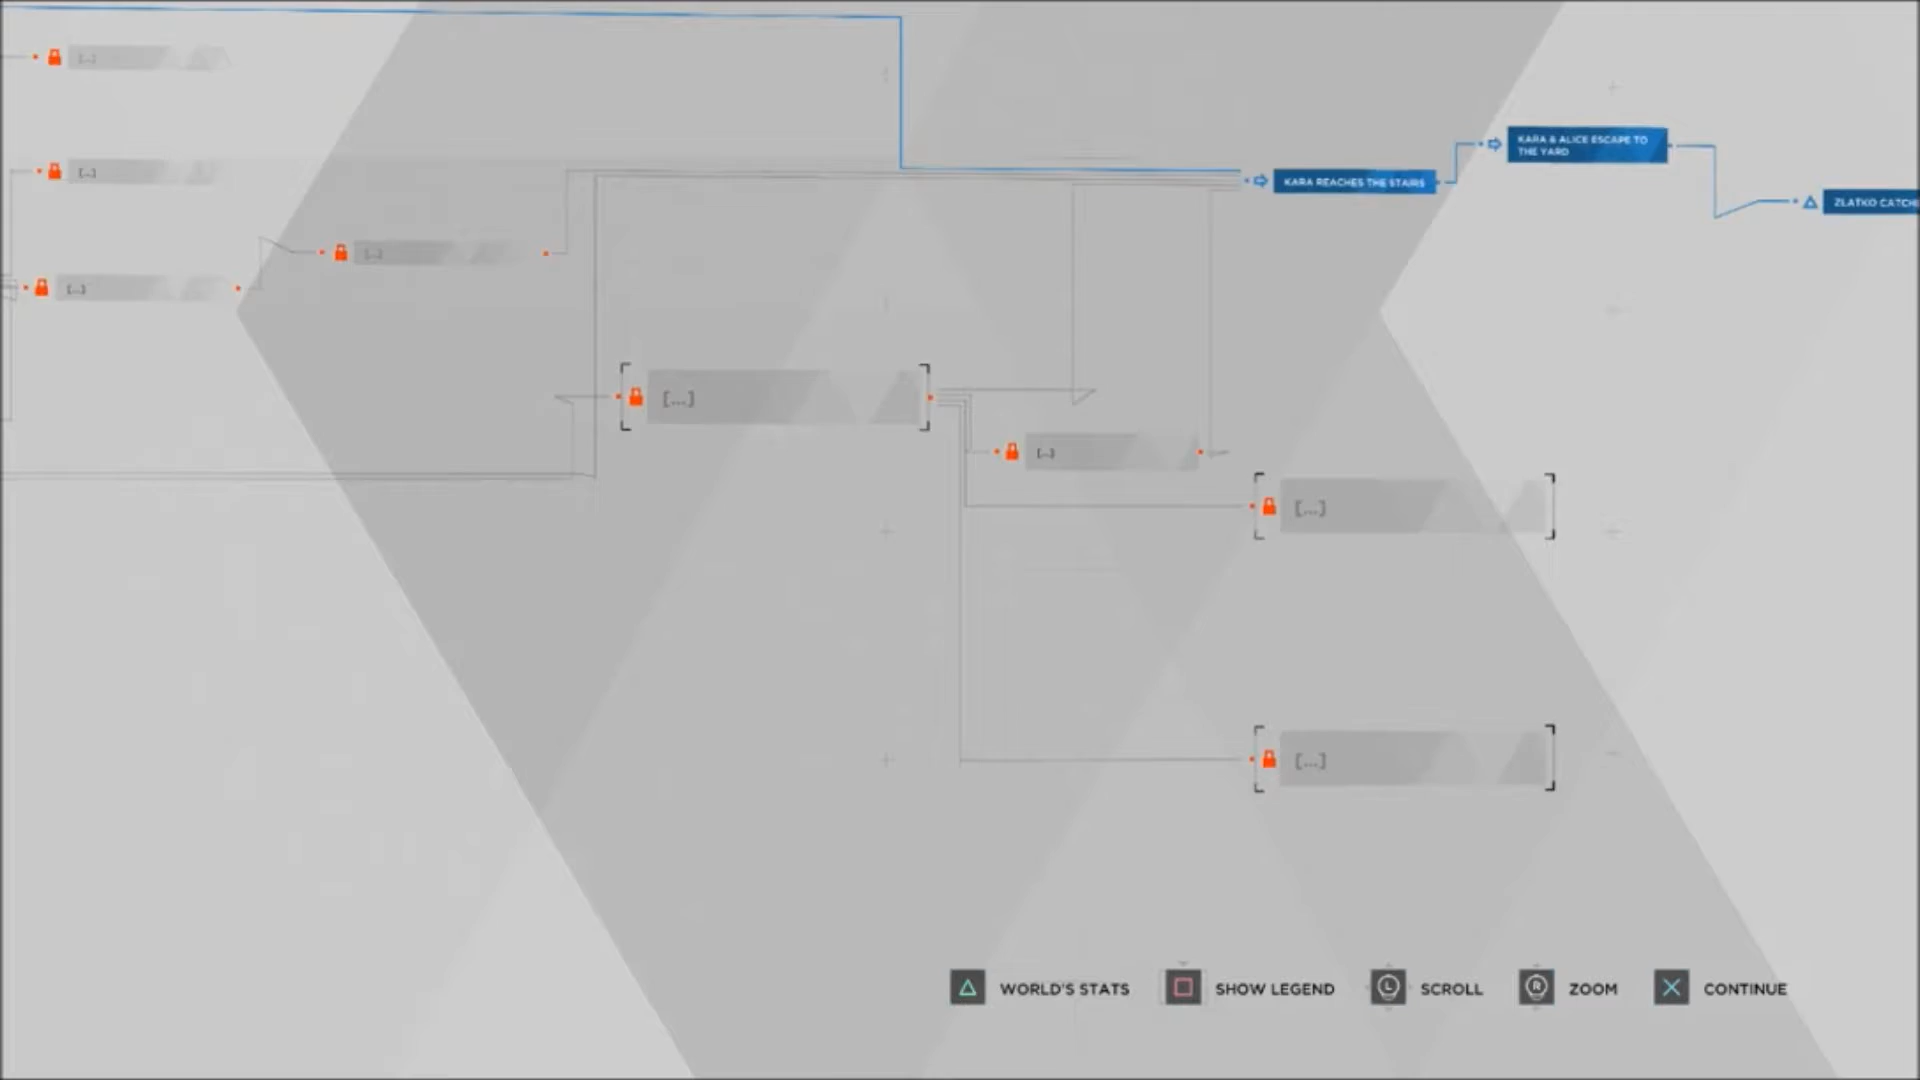 [...]
[...]
KARA & ALICE ESCAPE TO
THE YARD
KARA REACHES THE STAIRS
ZLATKO CATCH
[...]
[...]
[...]
[...]
[...]
[...]
WORLD'S STATS
SHOW LEGEND
L
SCROLL
R
ZOOM
CONTINUE